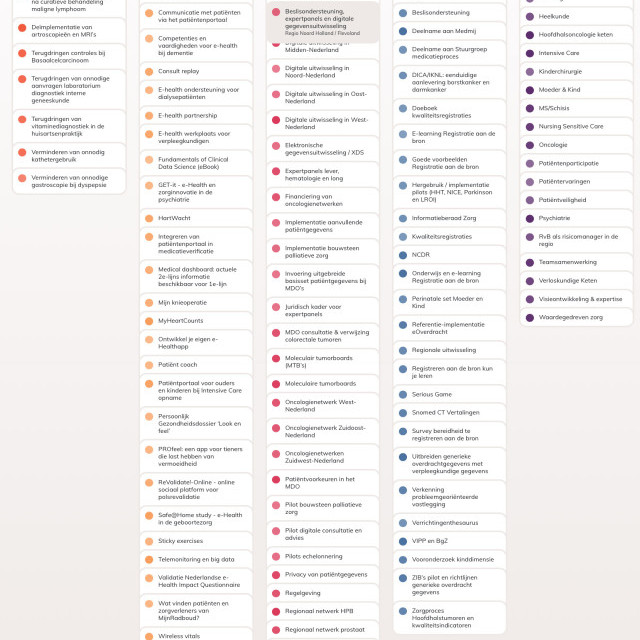 na curatieve behandeling
maligne lymphoom
Deimplementatie van
artroscopieën en MRI's
Terugdringen controles bij
Basaalcelcarcinoom
Terugdringen van onnodige
aanvragen laboratorium
diagnostiek interne
geneeskunde
Terugdringen van
vitaminediagnostiek in de
huisartsenpraktijk
Verminderen van onnodig
kathetergebruik
Verminderen van onnodige
gastroscopie bij dyspepsie
Communicatie met patiënten
via het patiëntenportaal
Competenties en
vaardigheden voor e-health
bij dementie
Consult replay
E-health ondersteuning voor
dialysepatiënten
E-health partnership
E-health werkplaats voor
verpleegkundigen
Fundamentals of Clinical
Data Science (eBook)
GET-it - e-Health en
zorginnovatie in de
psychiatrie
HartWacht
Integreren van
patiëntenportaal in
medicatieverificatie
Medical dashboard: actuele
2e-lijns informatie
beschikbaar voor 1e-lijn
Mijn knieoperatie
MyHeartCounts
Ontwikkel je eigen e-
Healthapp
Patiënt coach
Patiëntportaal voor ouders
en kinderen bij Intensive Care
opname
Persoonlijk
Gezondheidsdossier 'Look en
feel'
PROfeel: een app voor tieners
die last hebben van
vermoeidheid
ReValidate!-Online - online
sociaal platform voor
polsrevalidatie
Safe@Home study - e-Health
in de geboortezorg
Sticky exercises
Telemonitoring en big data
Validatie Nederlandse e-
Health Impact Questionnaire
Wat vinden patiënten en
zorgverleners van
MijnRadboud?
Wireless vitals
Beslisondersteuning,
expertpanels en digitale
gegevensuitwisseling
Regio Noord Holland / Flevoland
Digitale uitwisseling in
Midden-Nederland
Digitale uitwisseling in
Noord-Nederland
Digitale uitwisseling in Oost-
Nederland
Digitale uitwisseling in West-
Nederland
Elektronische
gegevensuitwisseling / XDS
Expertpanels lever,
hematologie en long
Financiering van
oncologienetwerken
Implementatie aanvullende
patiëntgegevens
Implementatie bouwsteen
palliatieve zorg
Invoering uitgebreide
basisset patiëntgegevens bij
MDO's
Juridisch kader voor
expertpanels
MDO consultatie & verwijzing
colorectale tumoren
Moleculair tumorboards
(MTB's)
Moleculaire tumorboards
Oncologienetwerk West-
Nederland
Oncologienetwerk Zuidoost-
Nederland
Oncologienetwerken
Zuidwest-Nederland
Patiëntvoorkeuren in het
MDO
Pilot bouwsteen palliatieve
zorg
Pilot digitale consultatie en
advies
Pilots echelonnering
Privacy van patiëntgegevens
Regelgeving
Regionaal netwerk HPB
Regionaal netwerk prostaat
Beslisondersteuning
Deelname aan Medmij
Deelname aan Stuurgroep
medicatieproces
DICA/IKNL: eenduidige
aanlevering borstkanker en
darmkanker
Doeboek
kwaliteitsregistraties
E-learning Registratie aan de
bron
Goede voorbeelden
Registratie aan de bron
Hergebruik / implementatie
pilots (HHT, NICE, Parkinson
en LROI)
Informatieberaad Zorg
Kwaliteitsregistraties
NCDR
Onderwijs en e-learning
Registratie aan de bron
Perinatale set Moeder en
Kind
Referentie-implementatie
eOverdracht
Regionale uitwisseling
Registreren aan de bron kun
je leren
Serious Game
Snomed CT Vertalingen
Survey bereidheid te
registreren aan de bron
Uitbreiden generieke
overdrachtgegevens met
verpleegkundige gegevens
Verkenning
probleemgeoriënteerde
vastlegging
Verrichtingenthesaurus
VIPP en BgZ
Vooronderzoek kinddimensie
ZIB's pilot en richtlijnen
generieke overdracht
gegevens
Zorgproces
Hoofdhalstumoren en
kwaliteitsindicatoren
Heelkunde
Hoofdhalsoncologie keten
Intensive Care
Kinderchirurgie
Moeder & Kind
MS/Schisis
Nursing Sensitive Care
Oncologie
Patiëntenparticipatie
Patiëntervaringen
Patiëntveiligheid
Psychiatrie
RvB als risicomanager in de
regio
Teamsamenwerking
Verloskundige Keten
Visieontwikkeling & expertise
Waardegedreven zorg